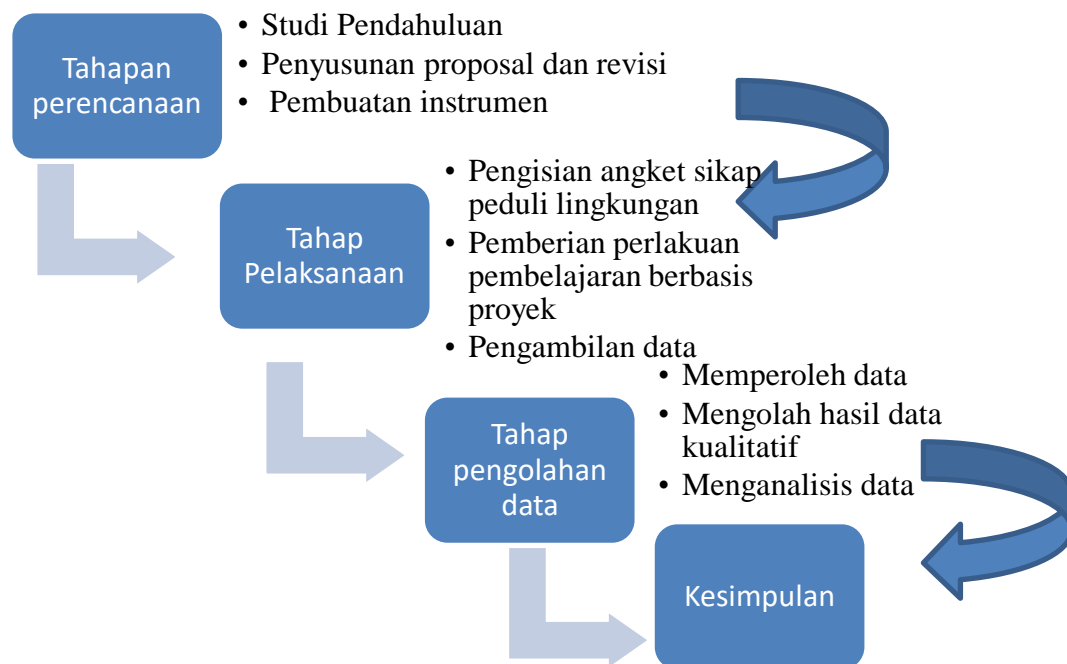 Tahapan
perencanaan
• Studi Pendahuluan
• Penyusunan proposal dan revisi
• Pembuatan instrumen
Tahap
Pelaksanaan
• Pengisian angket sikap
peduli lingkungan
• Pemberian perlakuan
pembelajaran berbasis
proyek
• Pengambilan data
Tahap
pengolahan
data
• Memperoleh data
• Mengolah hasil data
kualitatif
• Menganalisis data
Kesimpulan